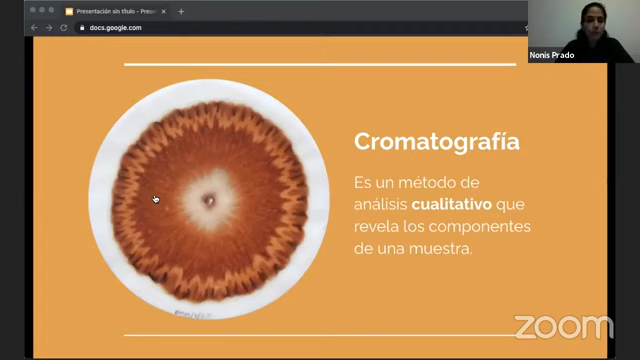 Presentación sin título - Prese
docs.google.com
Nonis Prado
Cromatografía
Es un método de
análisis cualitativo que
revela los componentes
de una muestra.
zoom